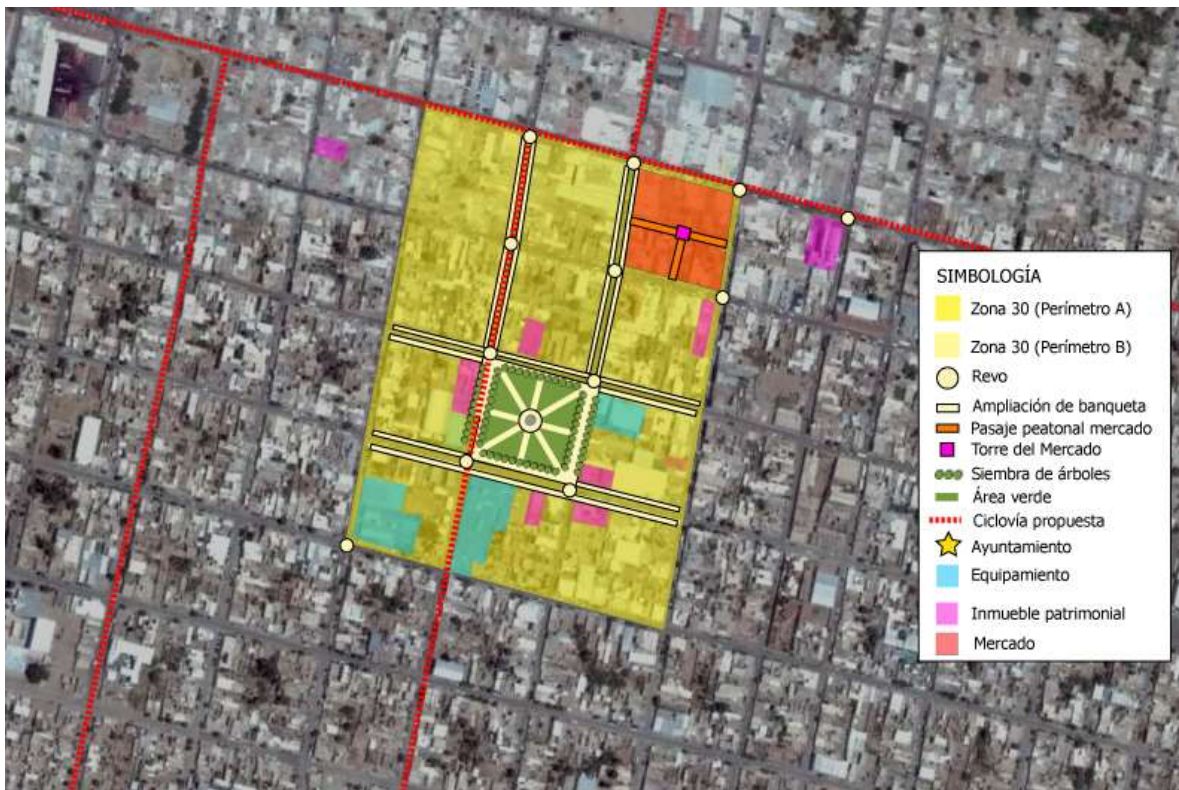 SIMBOLOGÍA
Zona 30 (Perímetro A)
Zona 30 (Perímetro B)
Revo
Ampliación de banqueta
Pasaje peatonal mercado
Torre del Mercado
Siembra de árboles
Área verde
Ciclovía propuesta
Ayuntamiento
Equipamiento
Inmueble patrimonial
Mercado